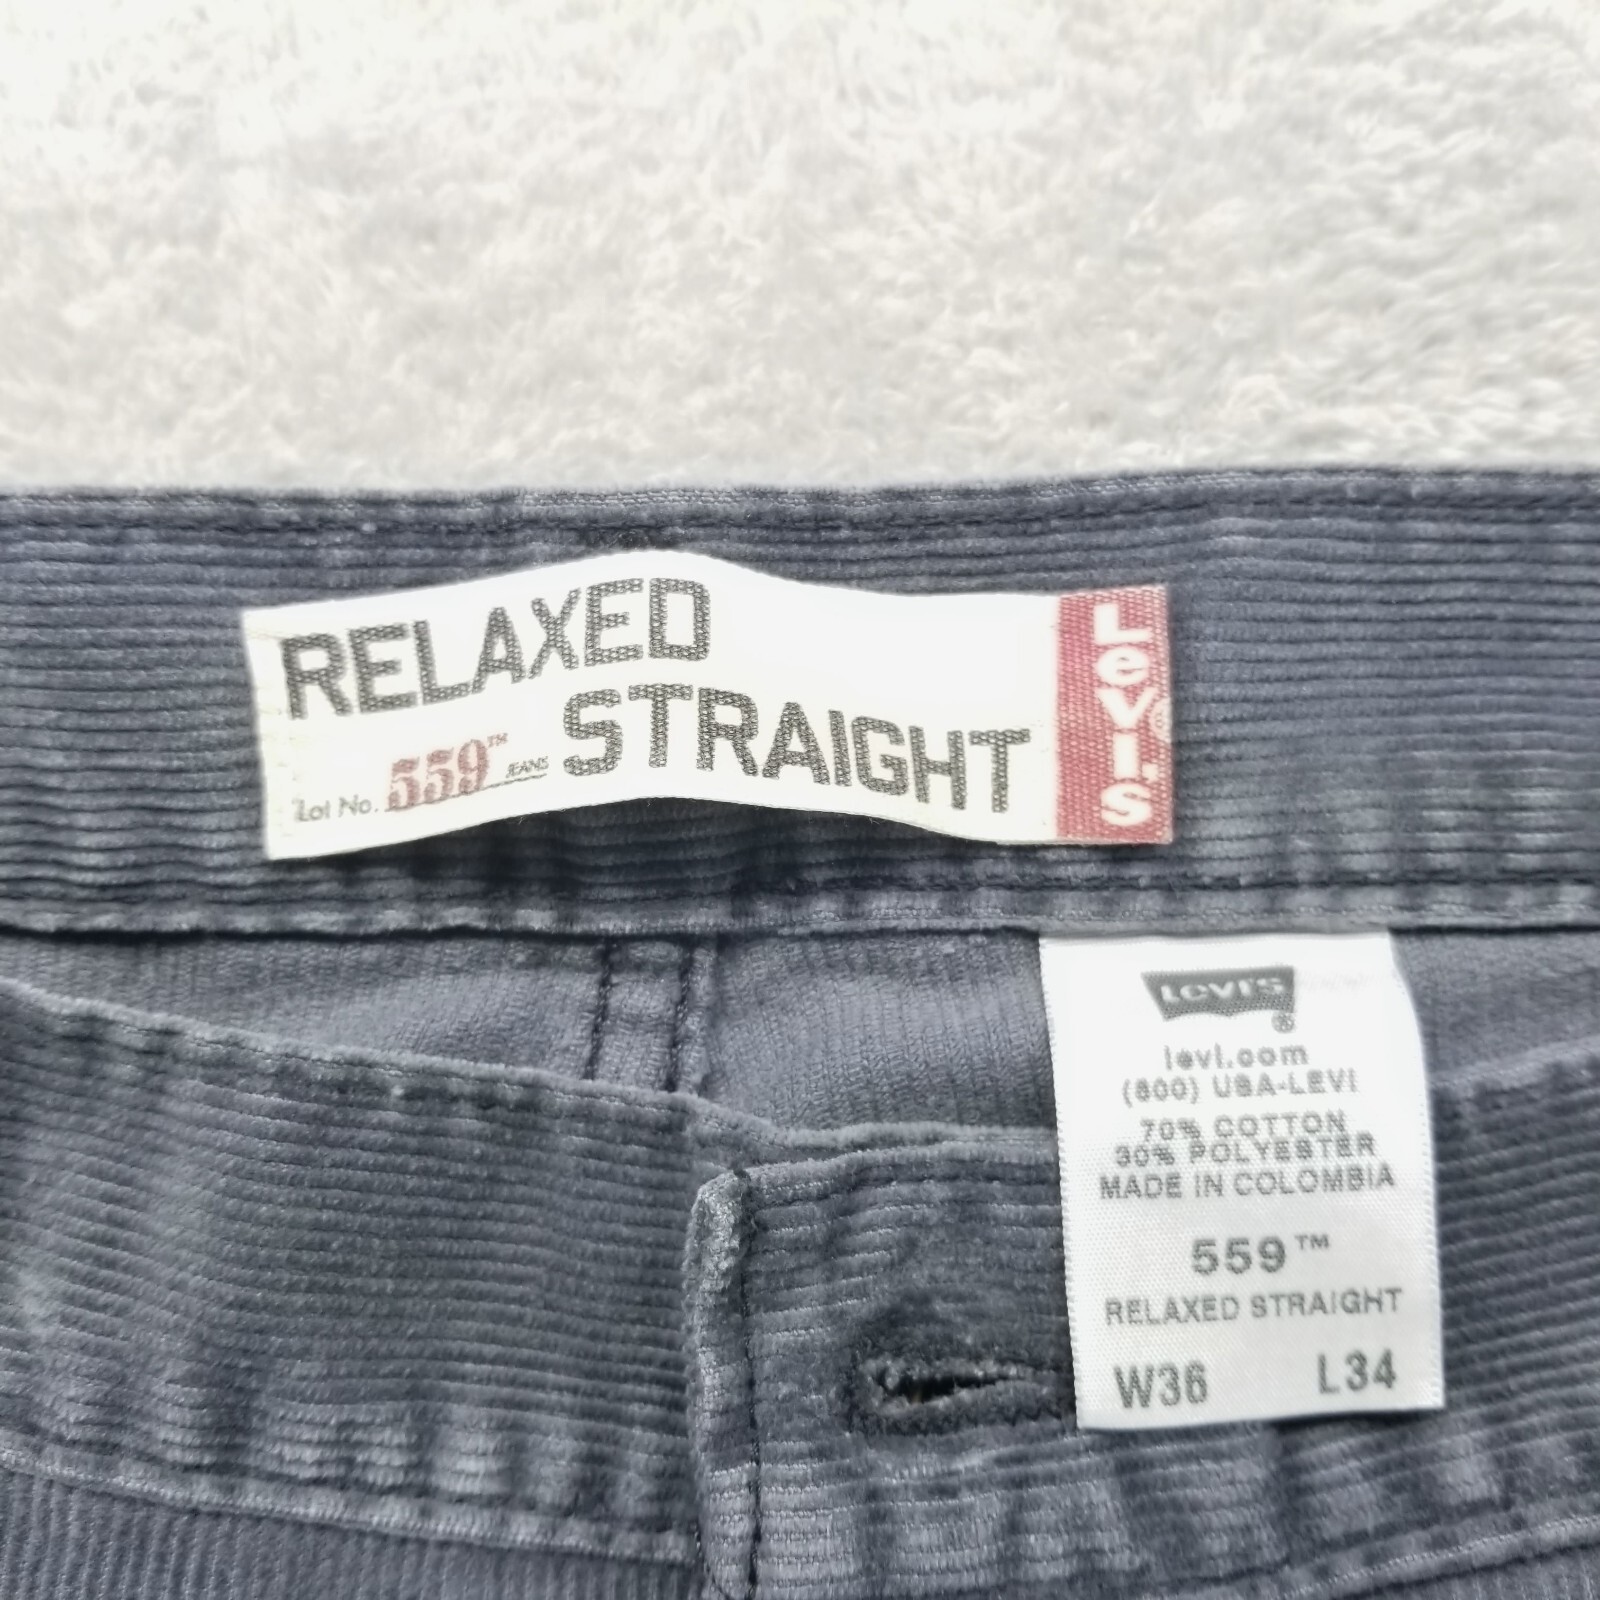 RELAXED
STRAIGHT
Lot No. 559™ JEANS
LeVI'S
LEVI'S
®
levi.com
(800) USA-LEVI
70% COTTON
30% POLYESTER
MADE IN COLOMBIA
559™
RELAXED STRAIGHT
W36 L34